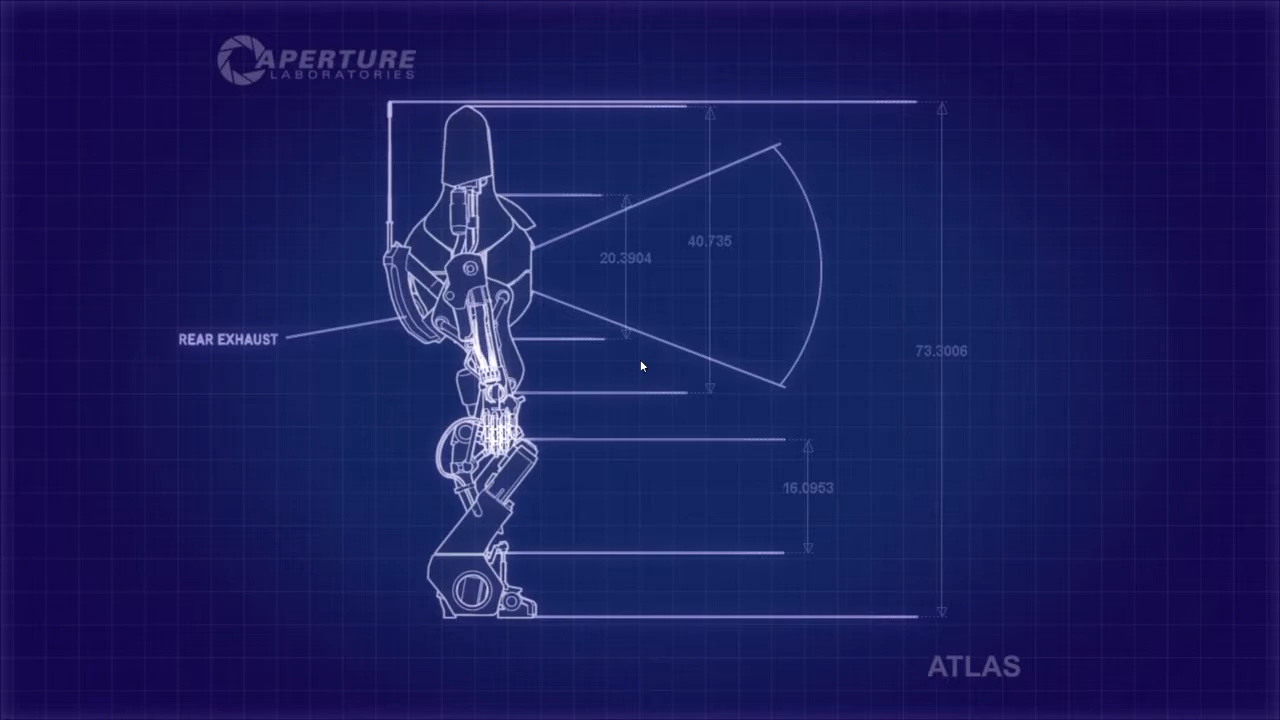 APERTURE
LABORATORIES
40.735
20.3904
REAR EXHAUST
73.3006
16.0953
ATLAS